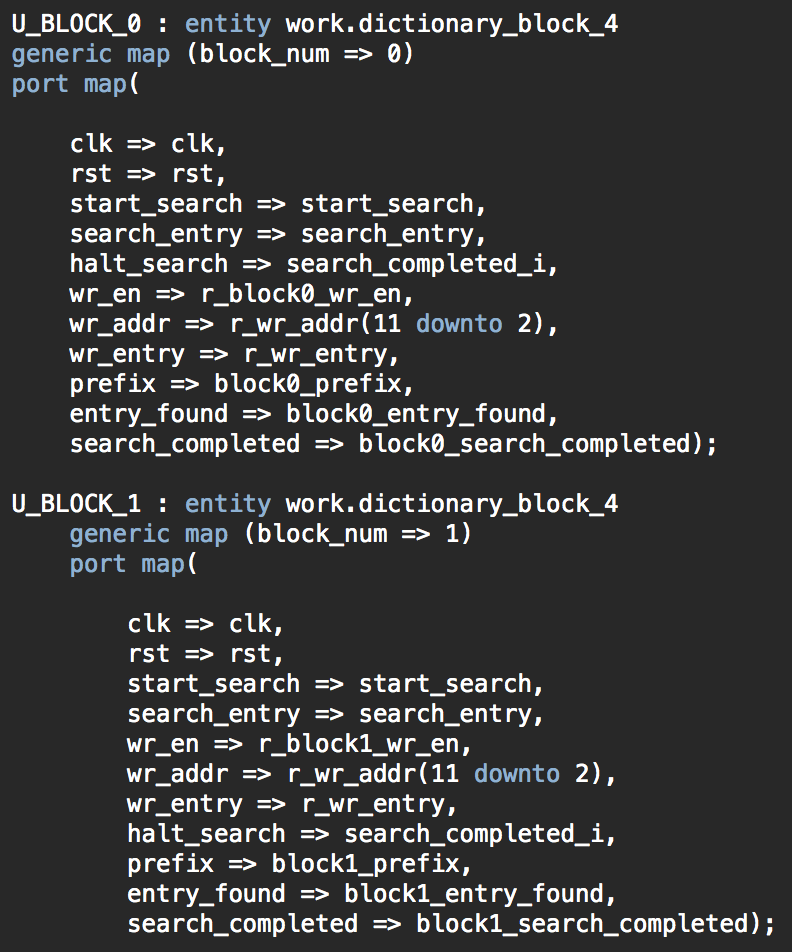 U_BLOCK_0 : entity work.dictionary_block_4
generic map (block_num => 0)
port map(
clk => clk,
rst => rst,
start_search => start_search,
search_entry => search_entry,
halt_search => search_completed_i,
wr_en => r_block0_wr_en,
wr_addr => r_wr_addr(11 downto 2),
wr_entry => r_wr_entry,
prefix => block0_prefix,
entry_found => block0_entry_found,
search_completed => block0_search_completed);
U_BLOCK_1 : entity work.dictionary_block_4
generic map (block_num => 1)
port map(
clk => clk,
rst => rst,
start_search => start_search,
search_entry => search_entry,
wr_en => r_block1_wr_en,
wr_addr => r_wr_addr(11 downto 2),
wr_entry => r_wr_entry,
halt_search => search_completed_i,
prefix => block1_prefix,
entry_found => block1_entry_found,
search_completed => block1_search_completed);